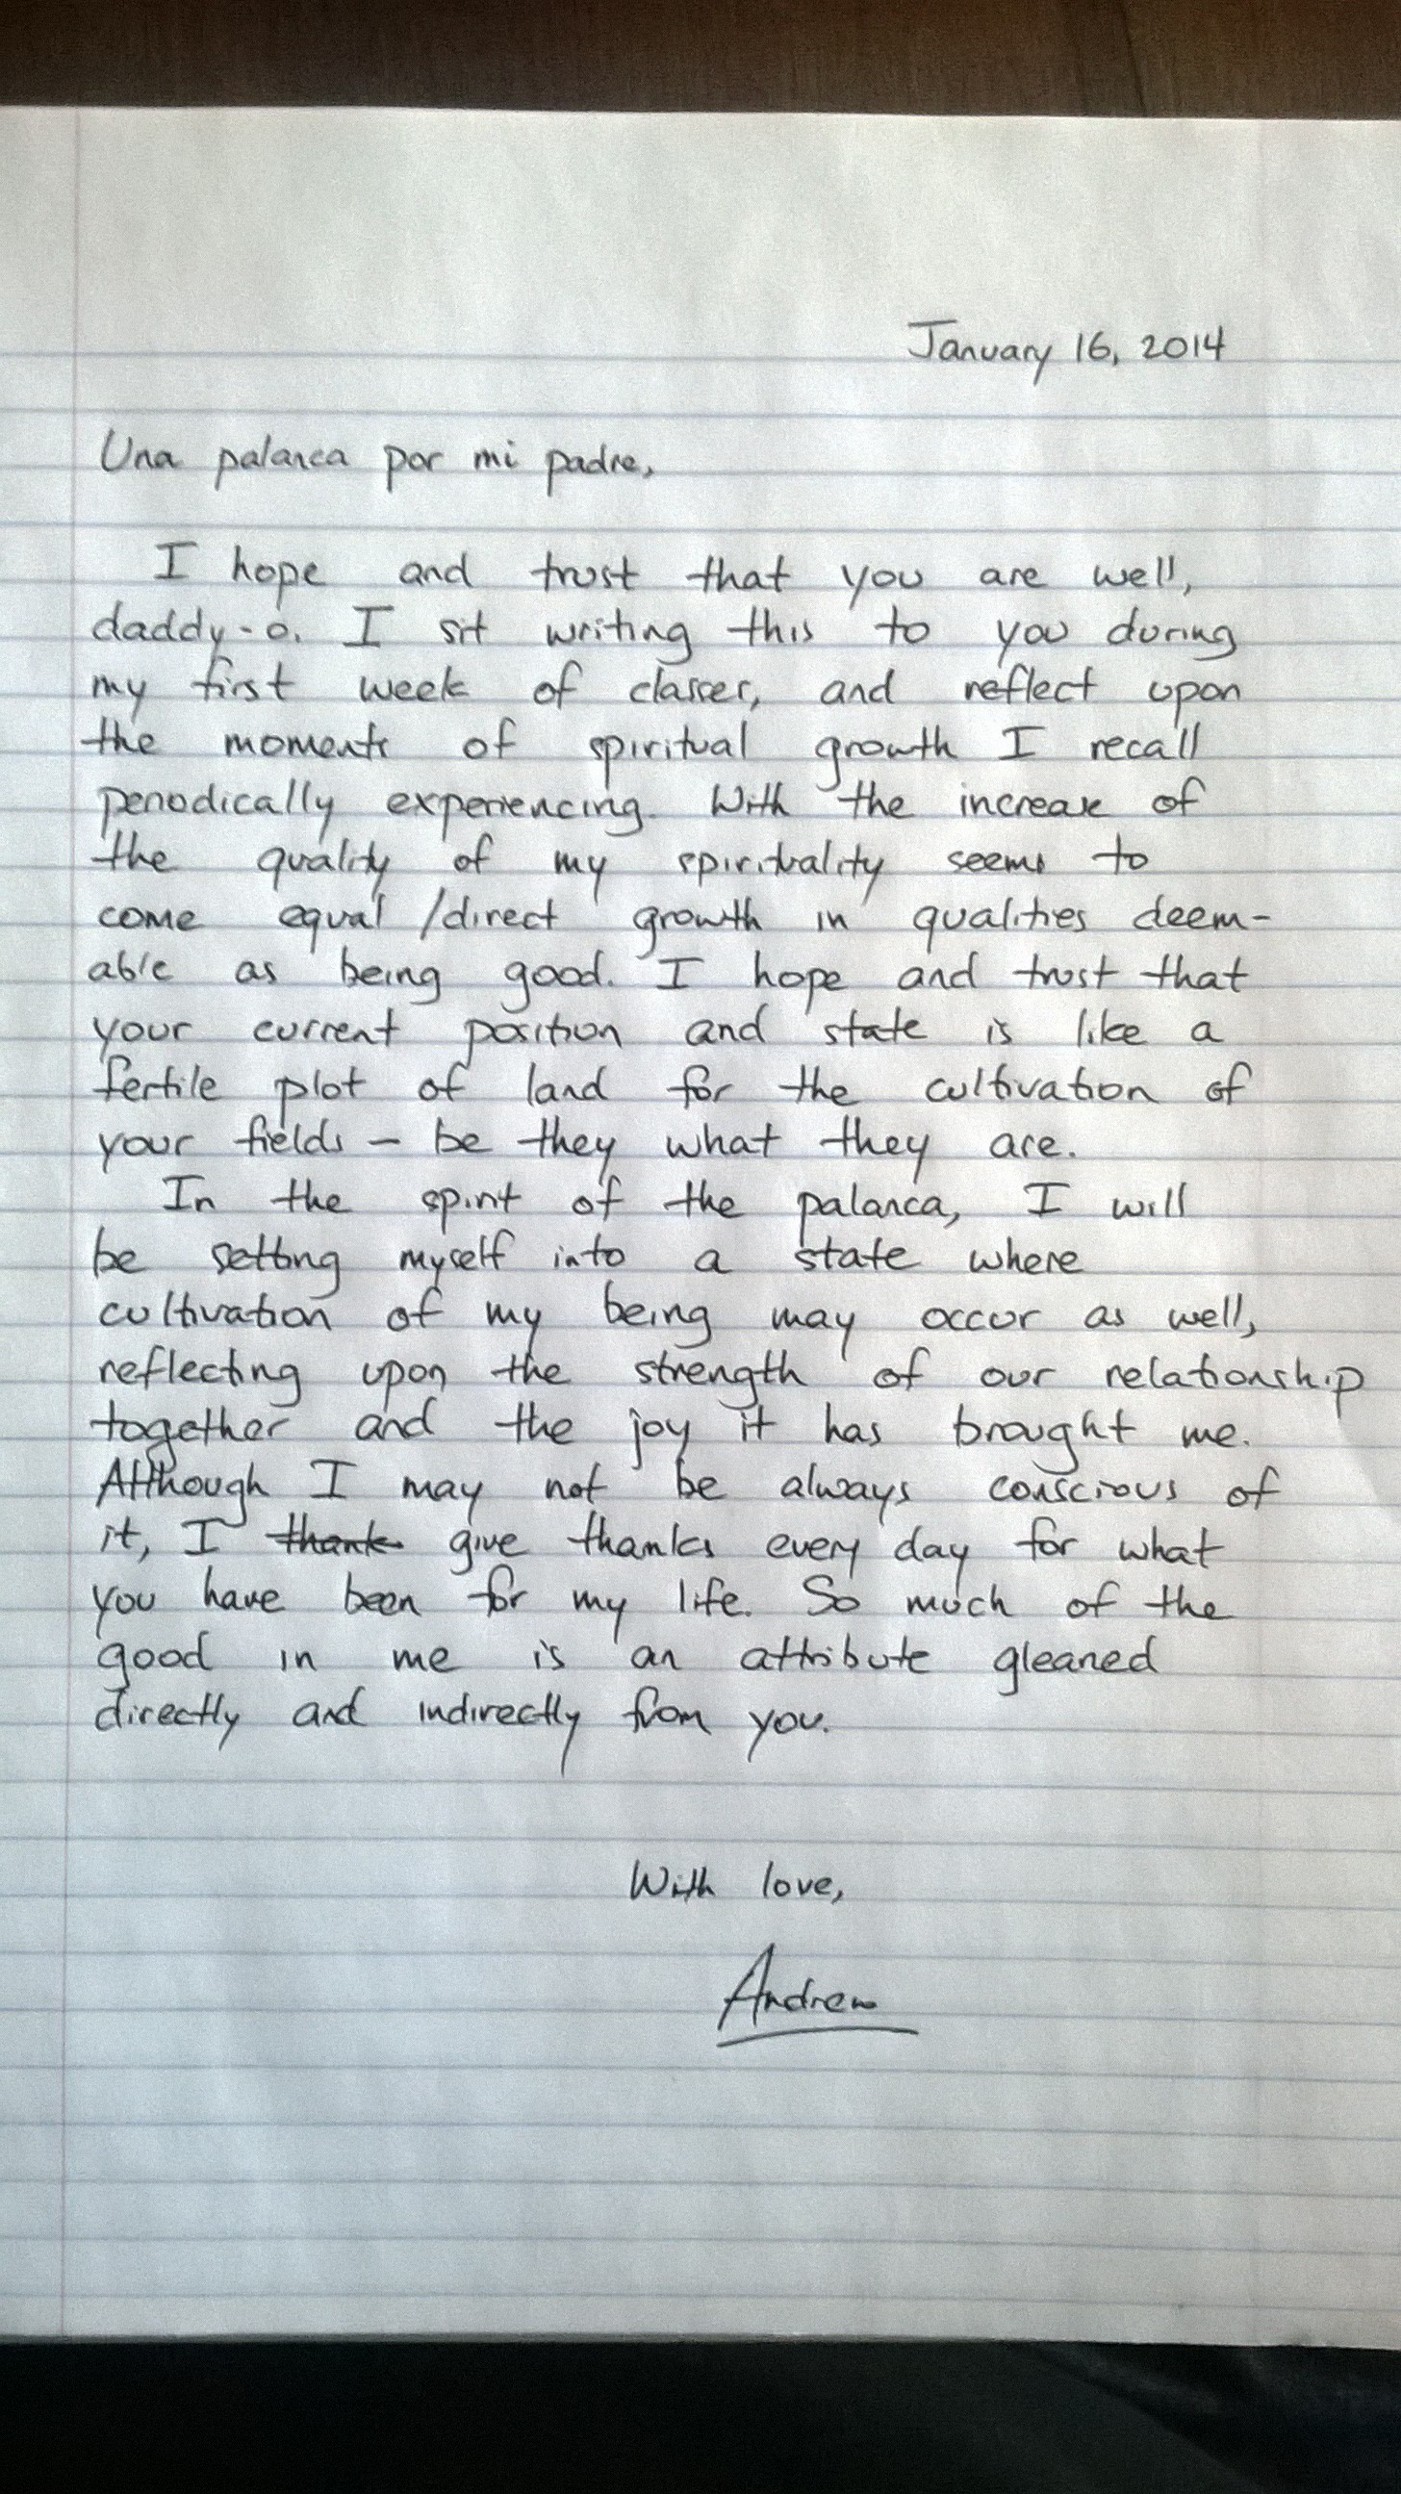 January 16, 2014
Una palanca por mi padre,
I hope and trust that you are well,
daddy-o. I sit writing this to you during
my first week of classes, and reflect upon
the moments of spiritual growth I recall
periodically experiencing. With the increase of
the quality of my spirituality seems to
come equal/direct growth in qualities deem-
able as being good. I hope and trust that
your current position and state is like a
fertile plot of land for the cultivation of
your fields - be they what they are.
In the spirit of the palanca, I will
be setting myself into a state where
cultivation of my being may occur as well,
reflecting upon the strength of our relationship
together and the joy it has brought me.
Although I may not be always conscious of
it, I thank give thanks every day for what
you have been for my life. So much of the
good in me is an attribute gleaned
directly and indirectly from you.
With love,
Andrew